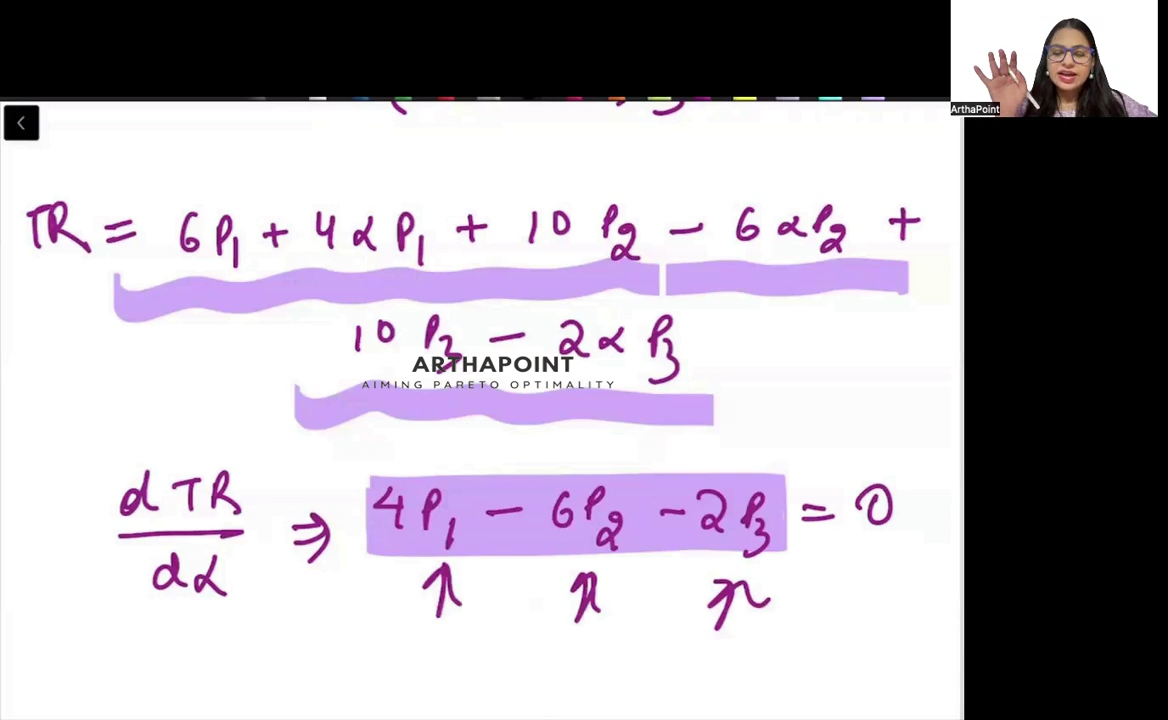 ArthaPoint
TR = 6P₁ + 4αP₁ + 10P₂ − 6αP₂ +
10P₃ − 2αP₃
ARTHAPOINT
AIMING PARETO OPTIMALITY
dTR/dα ⇒ 4P₁ − 6P₂ − 2P₃ = 0